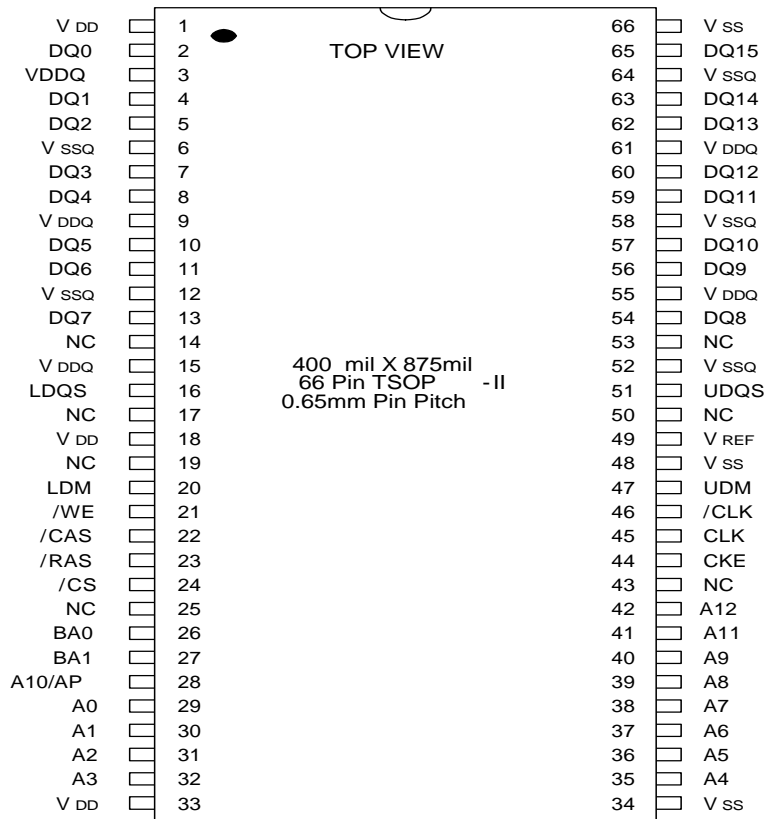 V DD 1 66 V SS
DQ0 2 TOP VIEW 65 DQ15
VDDQ 3 64 V SSQ
DQ1 4 63 DQ14
DQ2 5 62 DQ13
V SSQ 6 61 V DDQ
DQ3 7 60 DQ12
DQ4 8 59 DQ11
V DDQ 9 58 V SSQ
DQ5 10 57 DQ10
DQ6 11 56 DQ9
V SSQ 12 55 V DDQ
DQ7 13 54 DQ8
NC 14 53 NC
V DDQ 15 400 mil X 875mil 52 V SSQ
LDQS 16 66 Pin TSOP -II 51 UDQS
NC 17 0.65mm Pin Pitch 50 NC
V DD 18 49 V REF
NC 19 48 V SS
LDM 20 47 UDM
/WE 21 46 /CLK
/CAS 22 45 CLK
/RAS 23 44 CKE
/CS 24 43 NC
NC 25 42 A12
BA0 26 41 A11
BA1 27 40 A9
A10/AP 28 39 A8
A0 29 38 A7
A1 30 37 A6
A2 31 36 A5
A3 32 35 A4
V DD 33 34 V SS